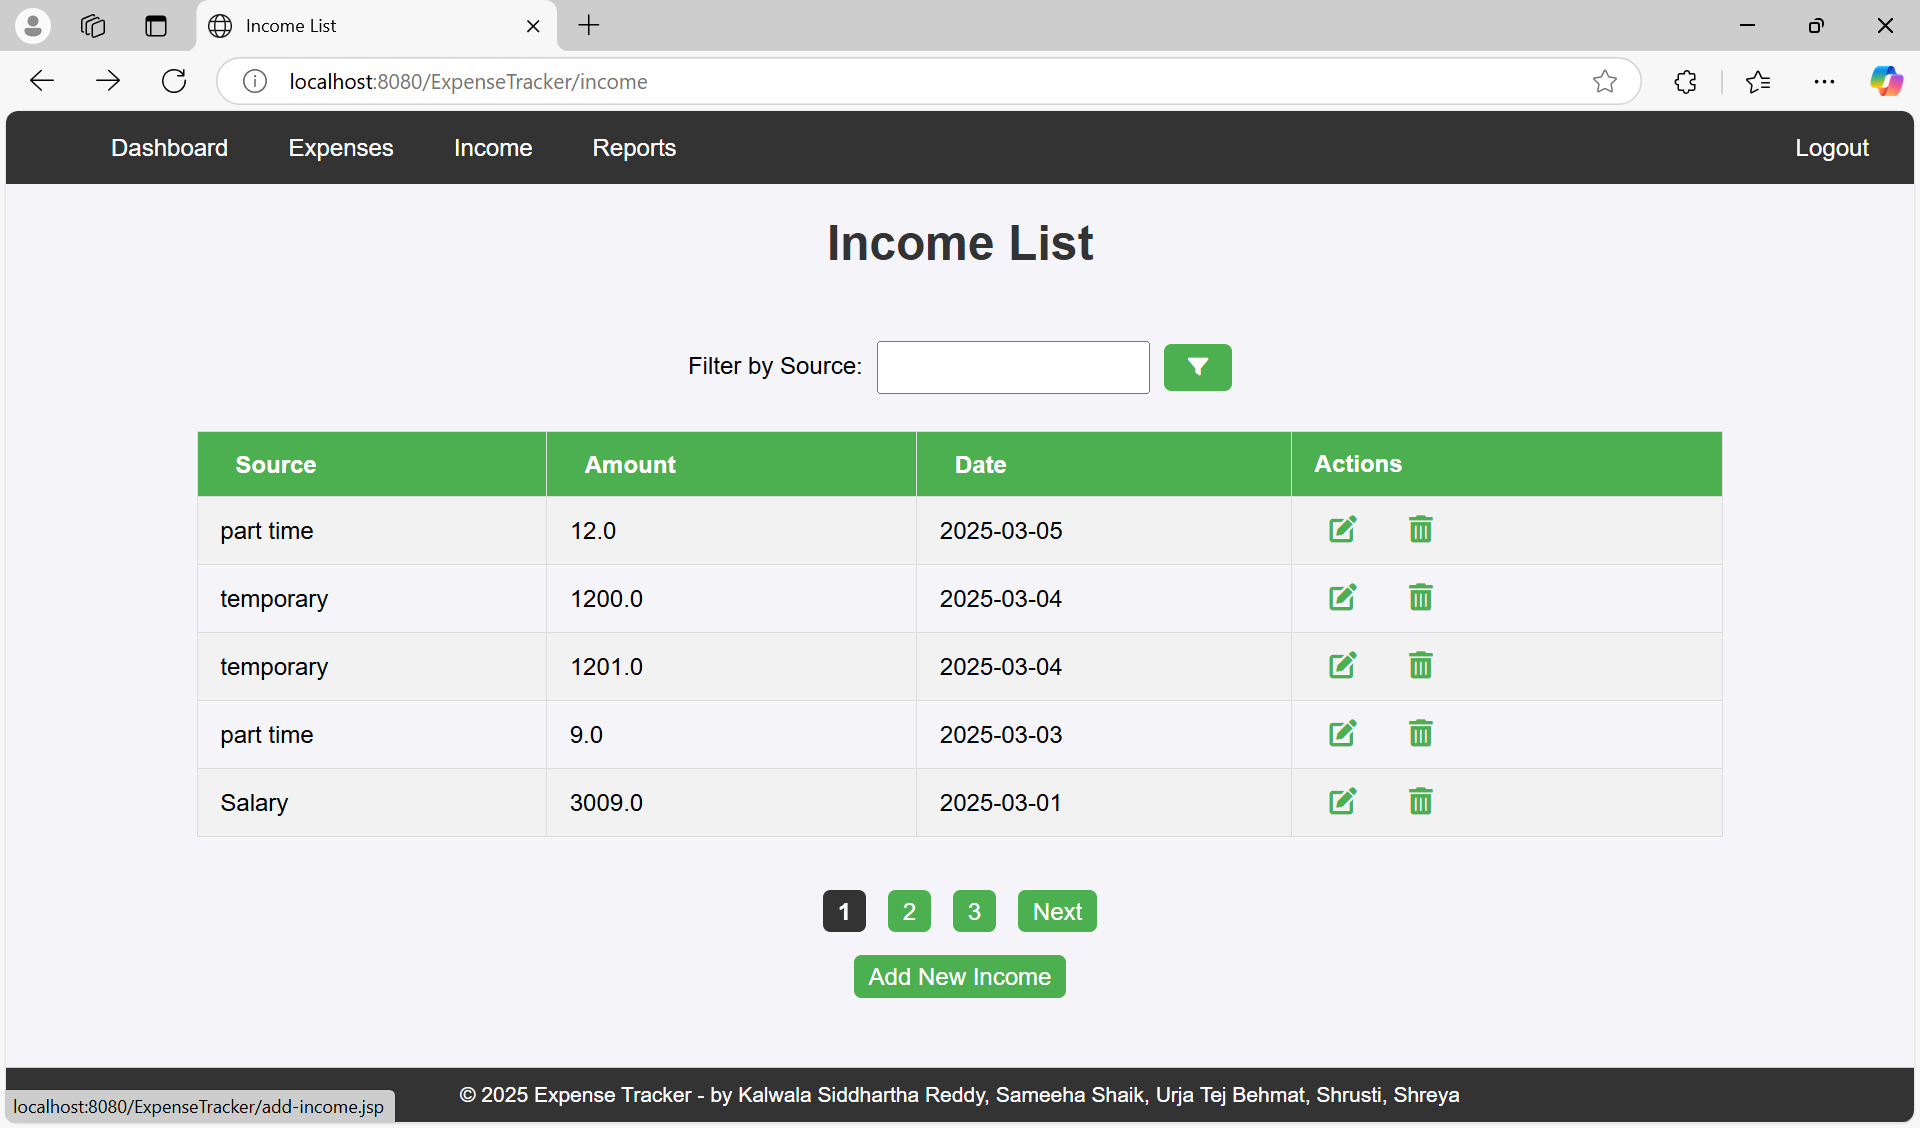 Income List
localhost:8080/ExpenseTracker/income
Dashboard Expenses Income Reports Logout
Income List
Filter by Source:
Source Amount Date Actions
part time 12.0 2025-03-05
temporary 1200.0 2025-03-04
temporary 1201.0 2025-03-04
part time 9.0 2025-03-03
Salary 3009.0 2025-03-01
1 2 3 Next
Add New Income
© 2025 Expense Tracker - by Kalwala Siddhartha Reddy, Sameeha Shaik, Urja Tej Behmat, Shrusti, Shreya
localhost:8080/ExpenseTracker/add-income.jsp